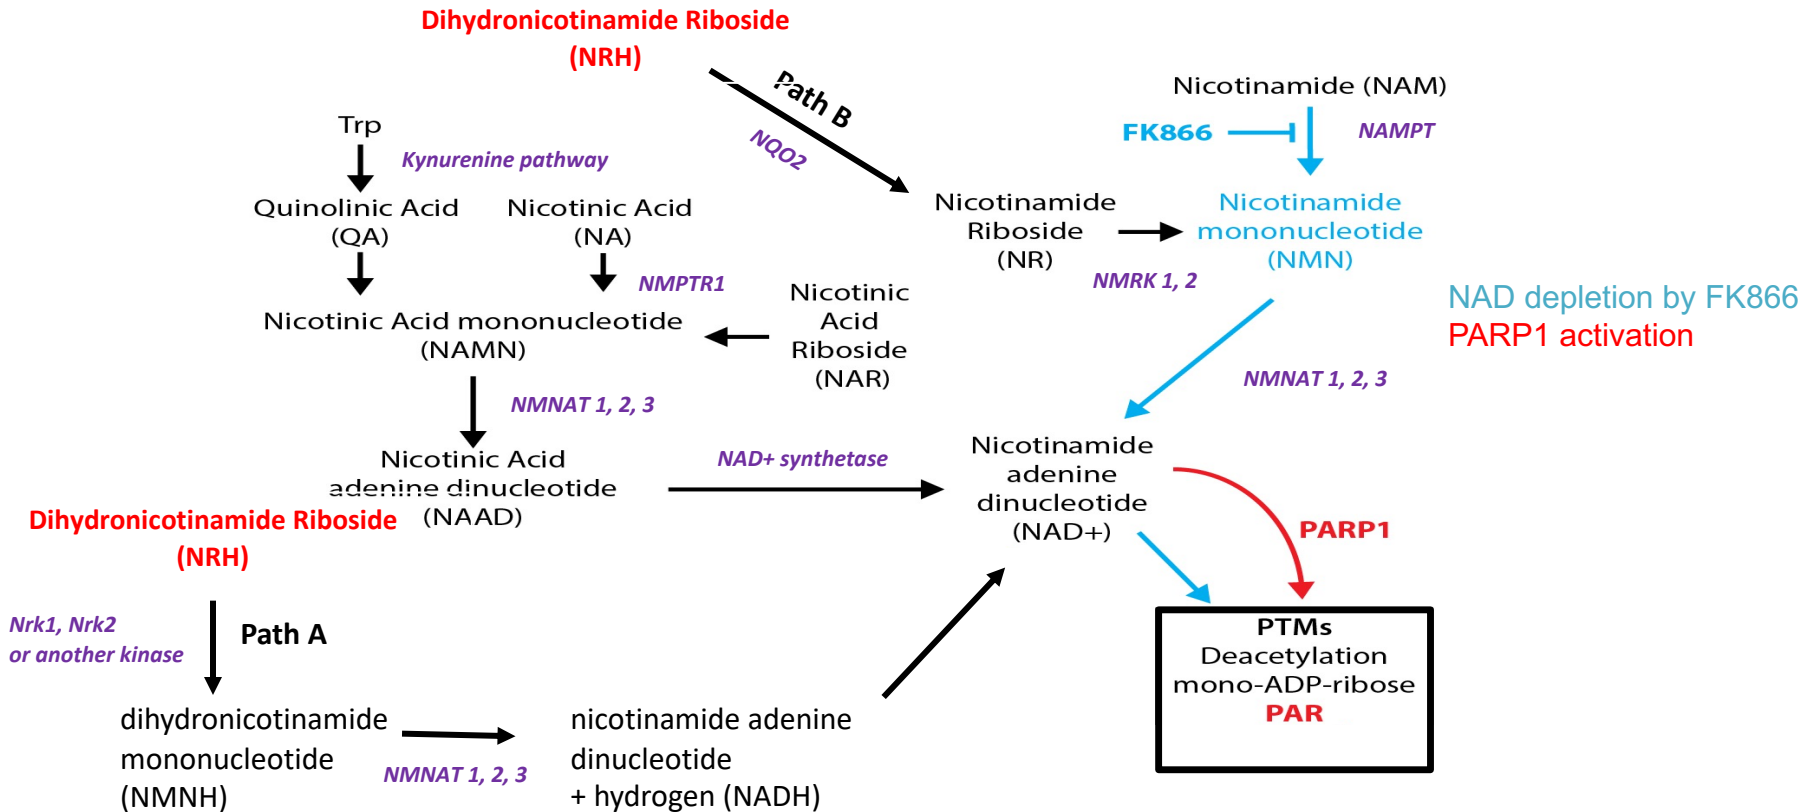 Dihydronicotinamide Riboside
(NRH)
Path B
NQO2
Nicotinamide (NAM)
FK866
NAMPT
Trp
Kynurenine pathway
Quinolinic Acid
(QA)
Nicotinic Acid
(NA)
NMPTR1
Nicotinamide
Riboside
(NR)
NMRK 1, 2
Nicotinamide
mononucleotide
(NMN)
Nicotinic Acid mononucleotide
(NAMN)
Nicotinic
Acid
Riboside
(NAR)
NAD depletion by FK866
PARP1 activation
NMNAT 1, 2, 3
NMNAT 1, 2, 3
Nicotinic Acid
adenine dinucleotide
(NAAD)
NAD+ synthetase
Nicotinamide
adenine
dinucleotide
(NAD+)
PARP1
Dihydronicotinamide Riboside
(NRH)
Nrk1, Nrk2
or another kinase
Path A
PTMs
Deacetylation
mono-ADP-ribose
PAR
dihydronicotinamide
mononucleotide
(NMNH)
NMNAT 1, 2, 3
nicotinamide adenine
dinucleotide
+ hydrogen (NADH)